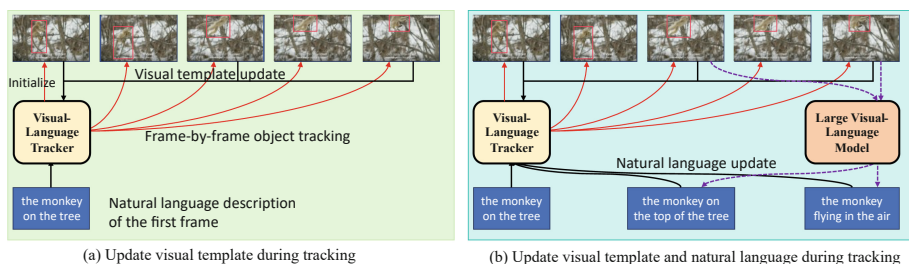 Initialize
Visual template update
Visual-
Language
Tracker
Frame-by-frame object tracking
the monkey
on the tree
Natural language description
of the first frame
(a) Update visual template during tracking
Visual-
Language
Tracker
Large Visual-
Language
Model
Natural language update
the monkey
on the tree
the monkey on
the top of the tree
the monkey
flying in the air
(b) Update visual template and natural language during tracking